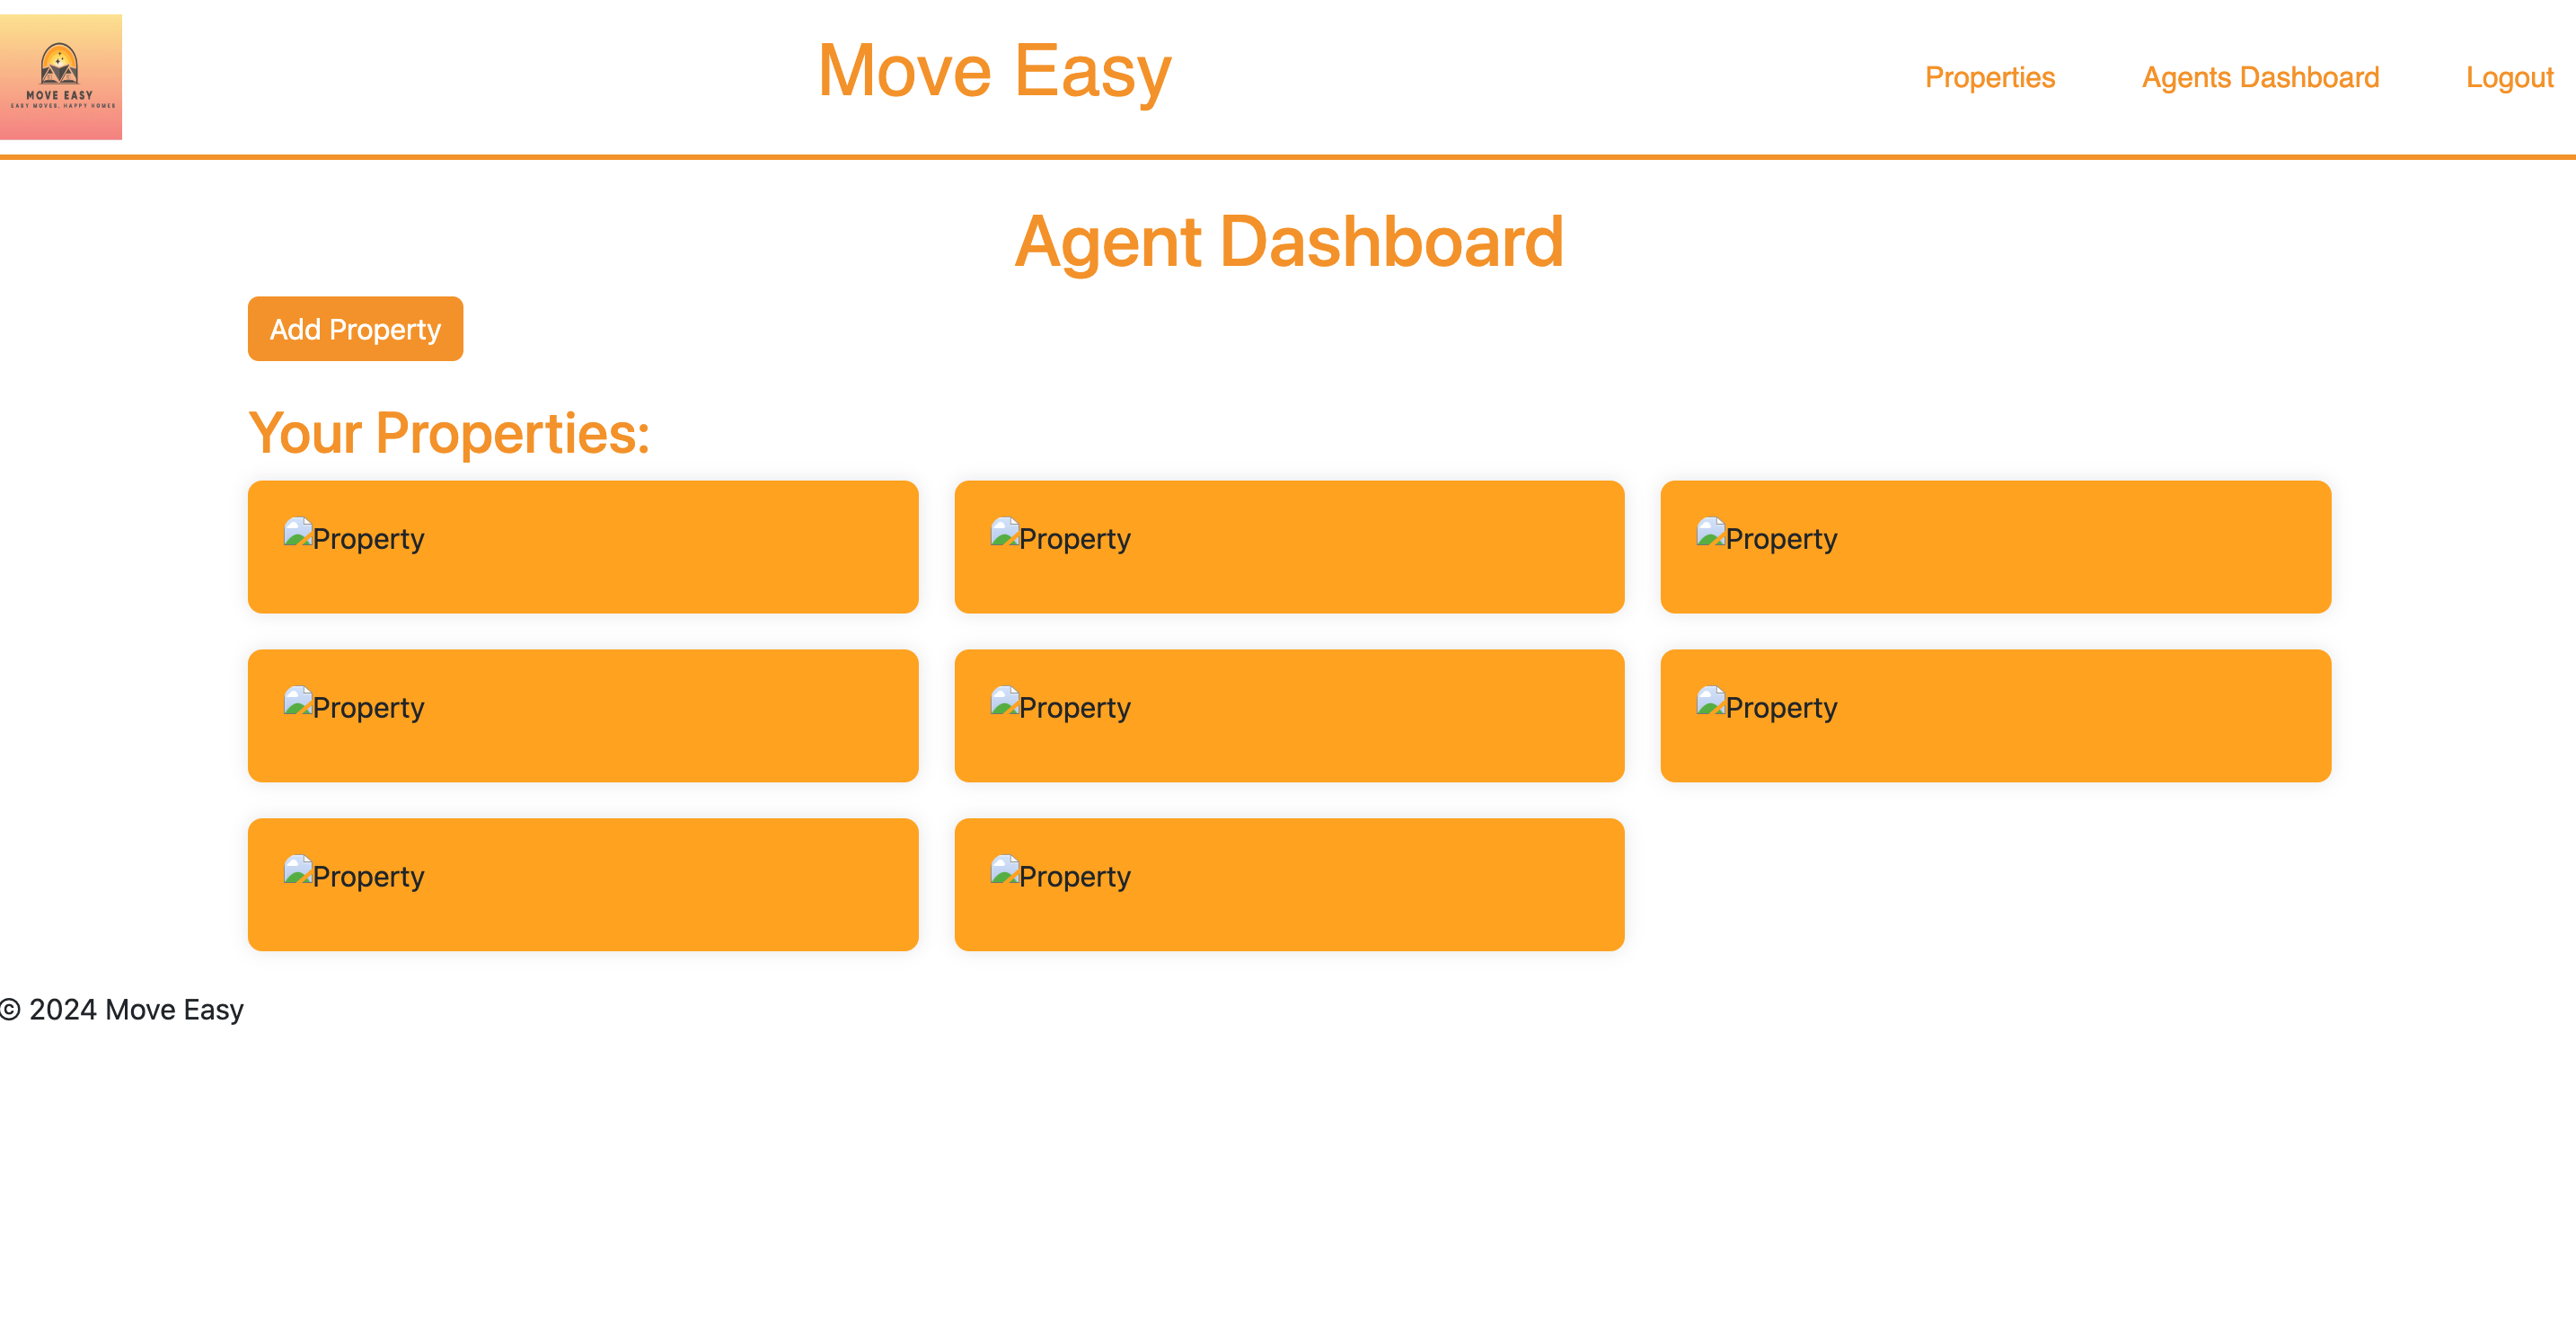 MOVE EASY
EASY MOVES. HAPPY HOMES
Move Easy
Properties
Agents Dashboard
Logout
Agent Dashboard
Add Property
Your Properties:
Property
Property
Property
Property
Property
Property
Property
Property
© 2024 Move Easy